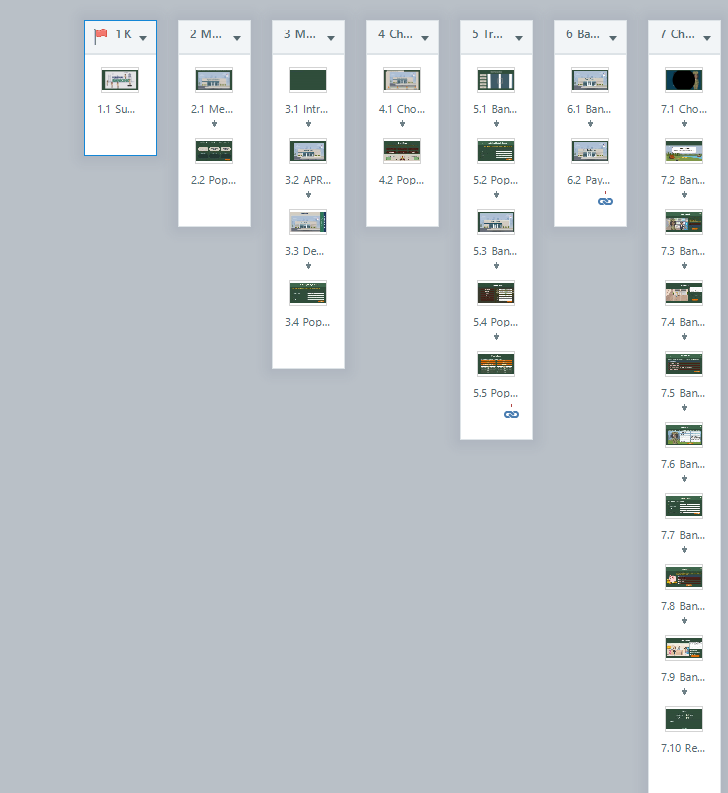 1 K
2 M...
3 M...
4 Ch...
5 Tr...
6 Ba...
7 Ch...
1.1 Su...
2.1 Me...
2.2 Pop...
3.1 Intr...
3.2 APR...
3.3 De...
3.4 Pop...
4.1 Cho...
4.2 Pop...
5.1 Ban...
5.2 Pop...
5.3 Ban...
5.4 Pop...
5.5 Pop...
6.1 Ban...
6.2 Pay...
7.1 Cho...
7.2 Ban...
7.3 Ban...
7.4 Ban...
7.5 Ban...
7.6 Ban...
7.7 Ban...
7.8 Ban...
7.9 Ban...
7.10 Re...